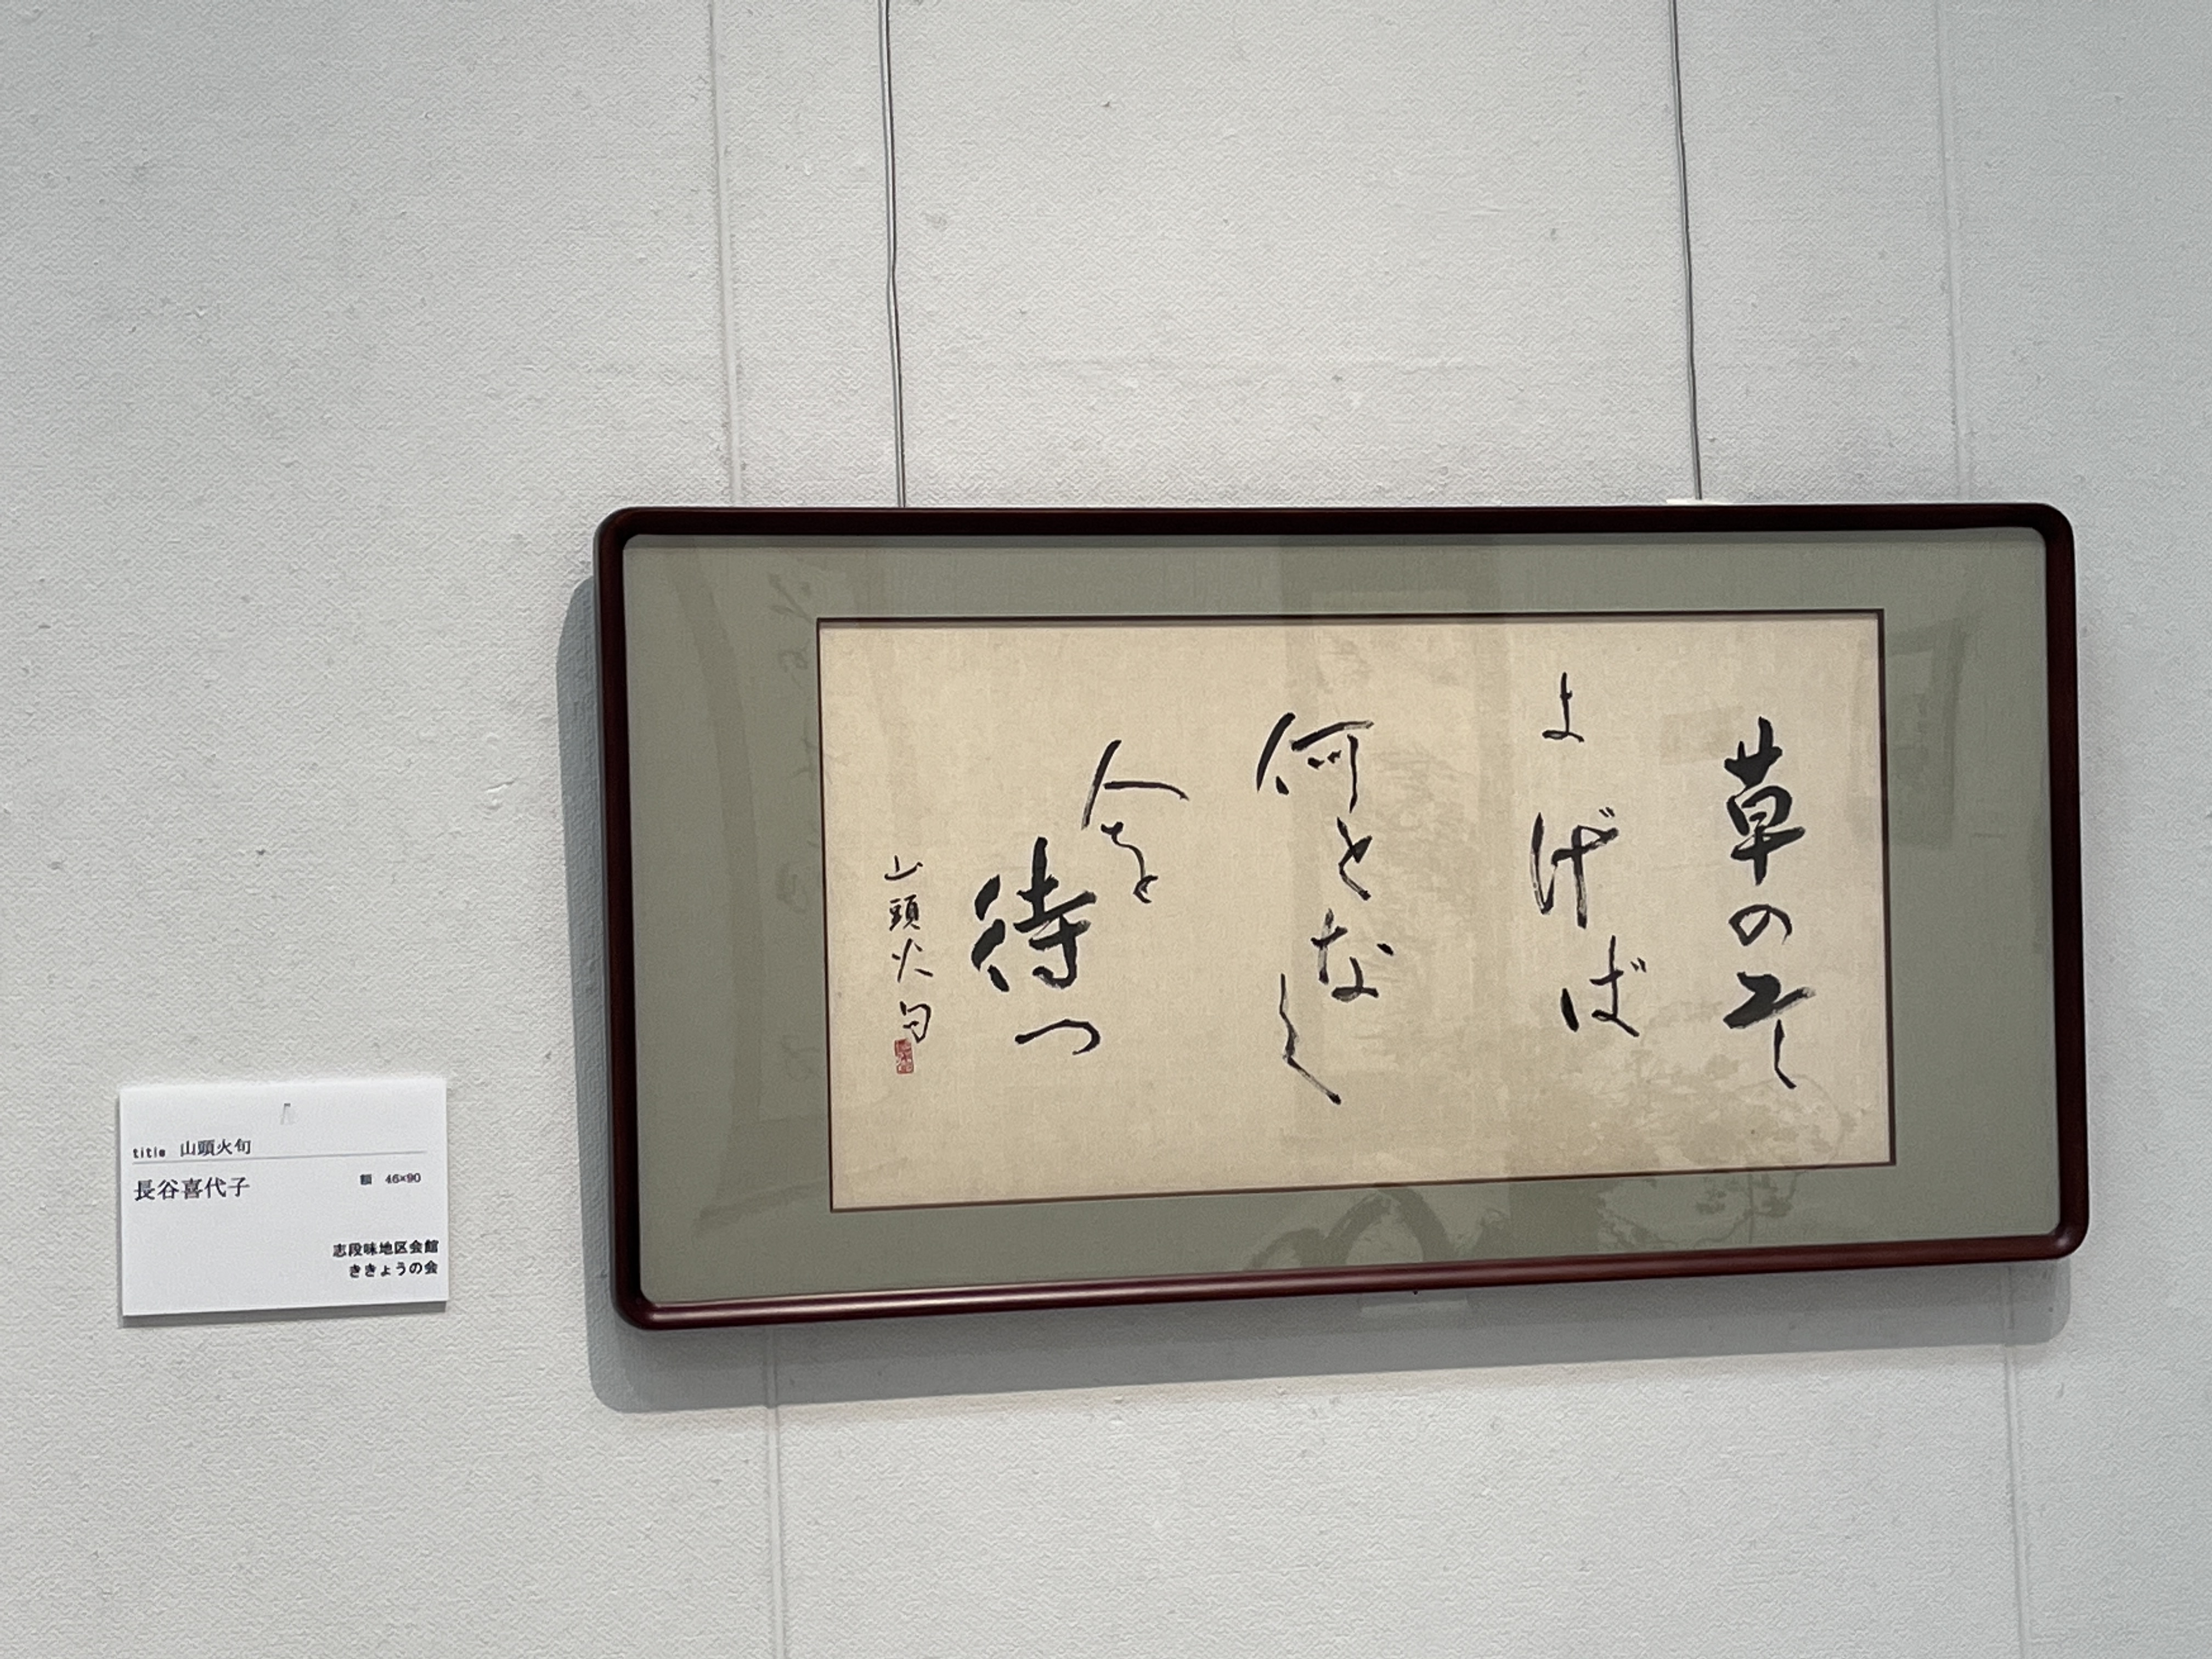 草のそ
よげば
何となく
人を
待つ
山頭火句
title 山頭火旬
長谷喜代子
額 46×90
志段味地区会館
ききょうの会